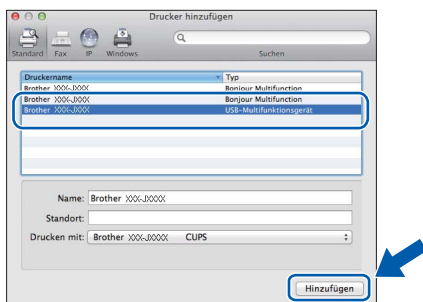 Drucker hinzufügen
Standard Fax IP Windows Suchen
Druckername Typ
Brother XXX-JXXX Bonjour Multifunction
Brother XXX-JXXX Bonjour Multifunction
Brother XXX-JXXX USB-Multifunktionsgerät
Name: Brother XXX-JXXX
Standort:
Drucken mit: Brother XXX-JXXXX CUPS
Hinzufügen